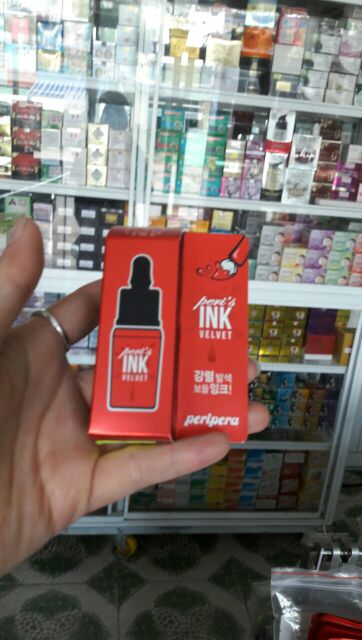 peri's
INK
VELVET
peri's
INK
VELVET
강렬 발색
보들잉크!
peripera